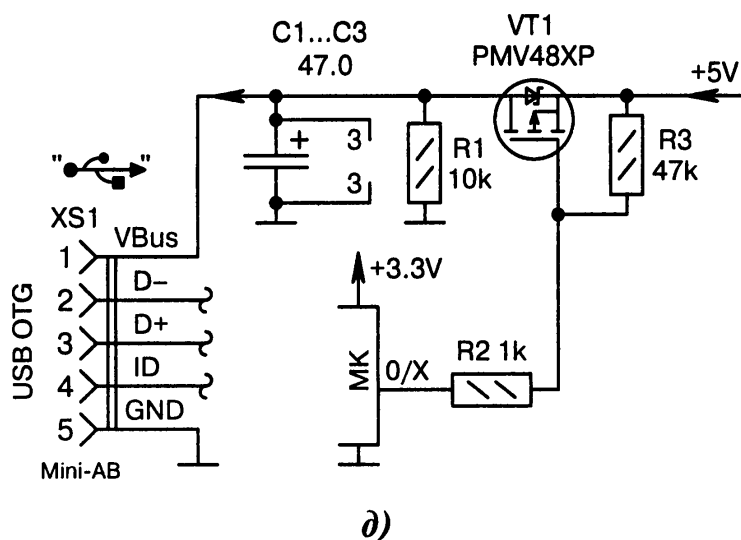 C1...C3
47.0
VT1
PMV48XP
+5V
+
3
3
R1
10k
R3
47k
" "
XS1
VBus
1
D–
2
D+
3
ID
4
GND
5
USB OTG
Mini-AB
+3.3V
MK
0/X
R2 1k
д)